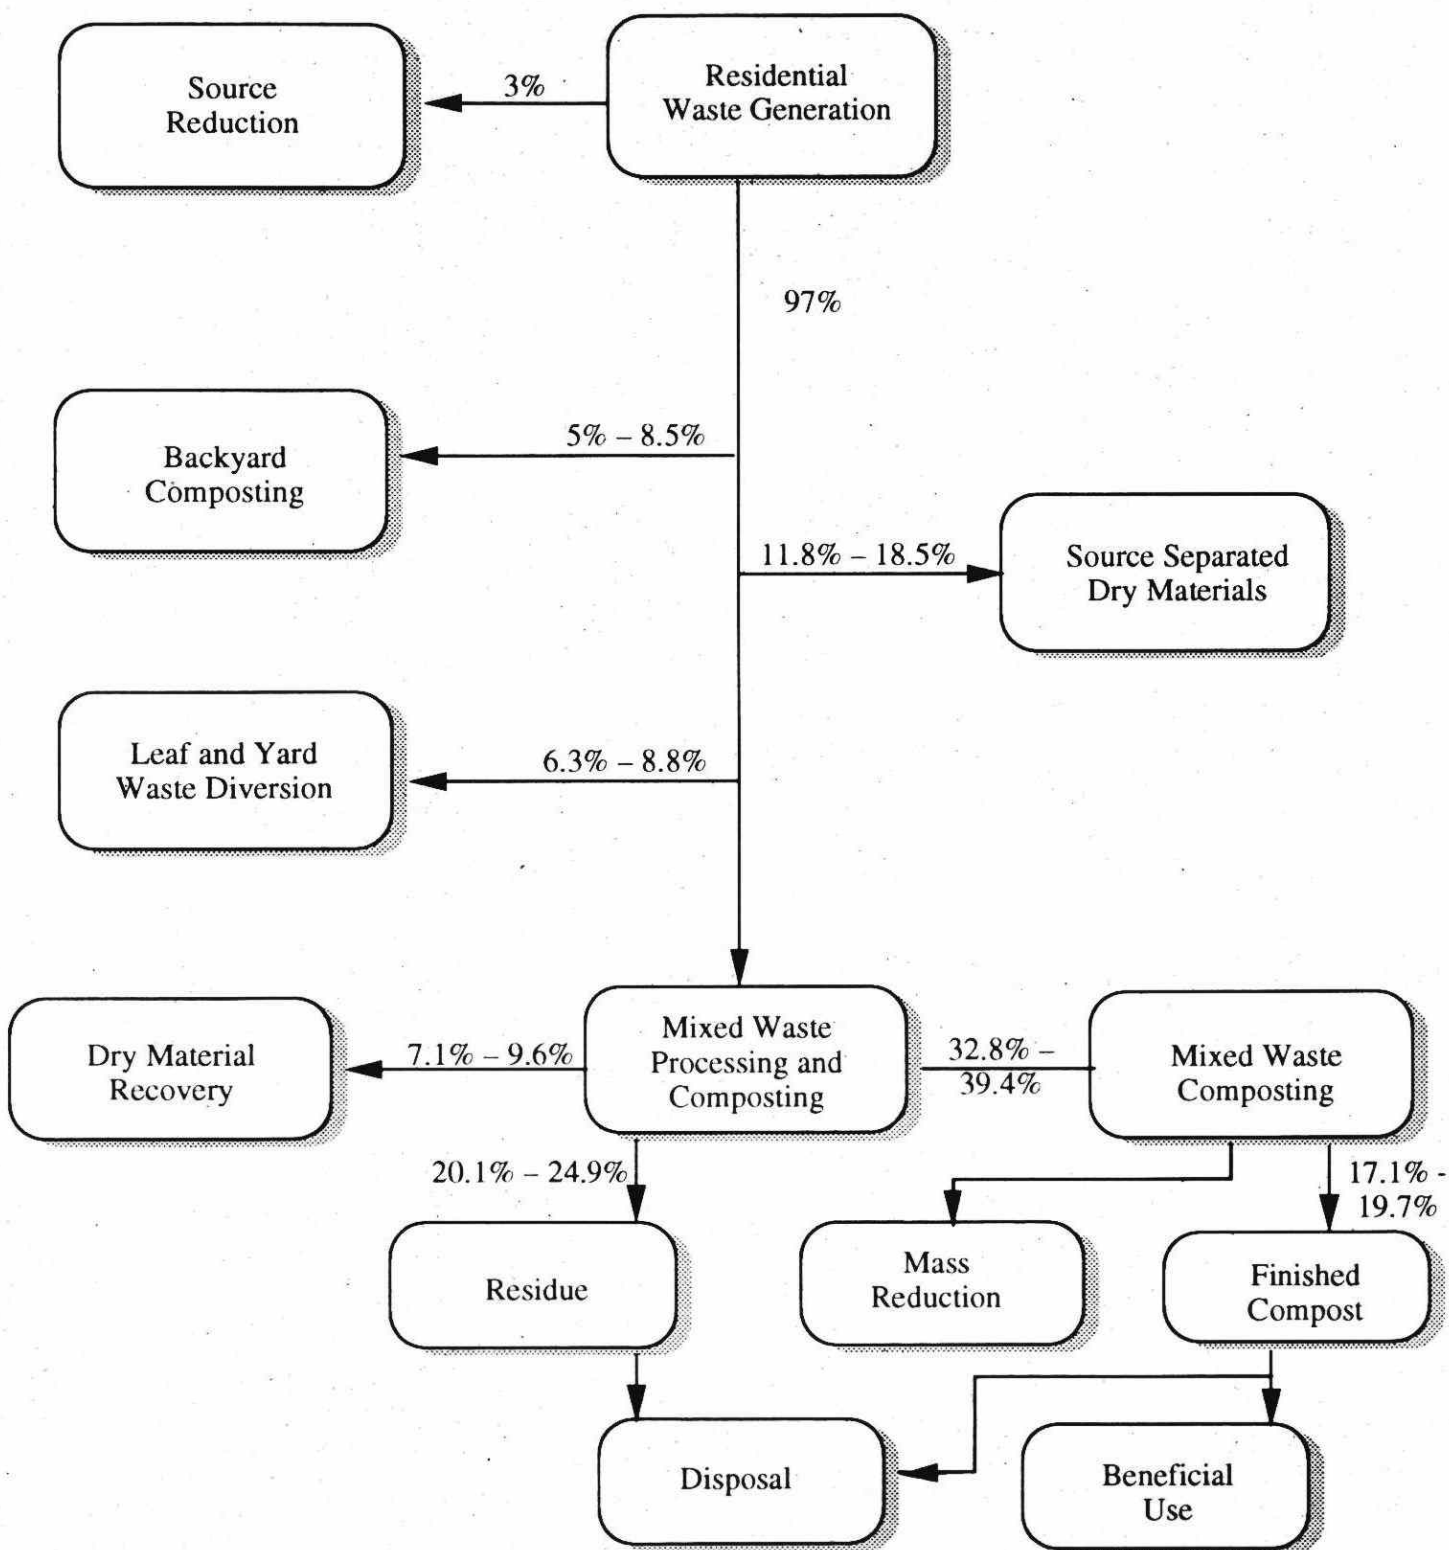 Source
Reduction
3%
Residential
Waste Generation
97%
Backyard
Composting
5% – 8.5%
11.8% – 18.5%
Source Separated
Dry Materials
Leaf and Yard
Waste Diversion
6.3% – 8.8%
Dry Material
Recovery
7.1% – 9.6%
Mixed Waste
Processing and
Composting
32.8% –
39.4%
Mixed Waste
Composting
20.1% – 24.9%
17.1% -
19.7%
Residue
Mass
Reduction
Finished
Compost
Disposal
Beneficial
Use